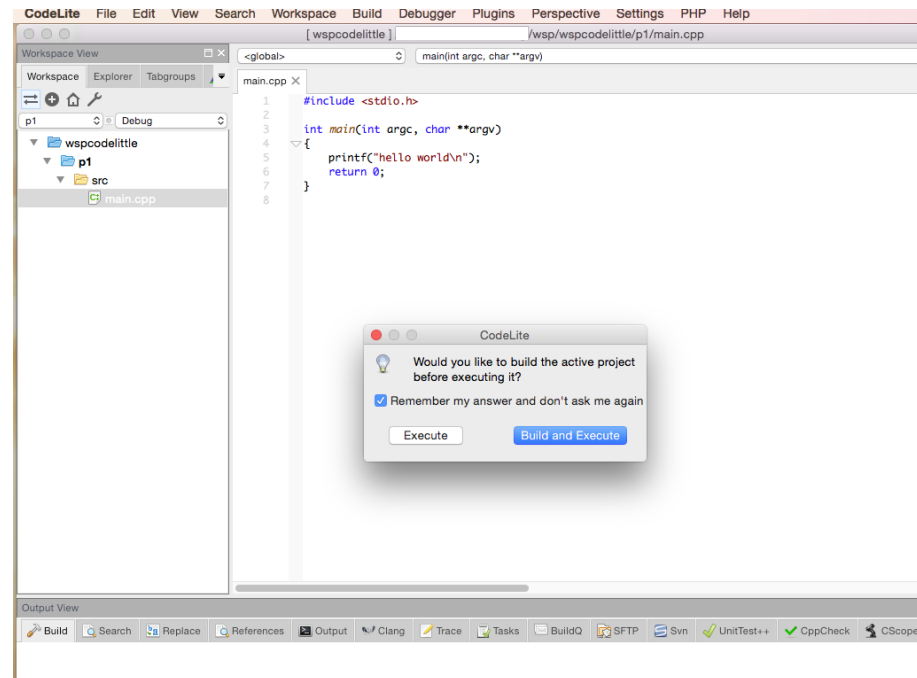 CodeLite File Edit View Search Workspace Build Debugger Plugins Perspective Settings PHP Help
[ wspcodelittle ] /wsp/wspcodelittle/p1/main.cpp
Workspace View
<global> main(int argc, char **argv)
Workspace Explorer Tabgroups
main.cpp
p1 Debug
wspcodelittle
p1
src
main.cpp
1 #include <stdio.h>
2
3 int main(int argc, char **argv)
4 {
5 printf("hello world\n");
6 return 0;
7 }
8
CodeLite
Would you like to build the active project
before executing it?
Remember my answer and don't ask me again
Execute Build and Execute
Output View
Build Search Replace References Output Clang Trace Tasks BuildQ SFTP Svn UnitTest++ CppCheck CScope